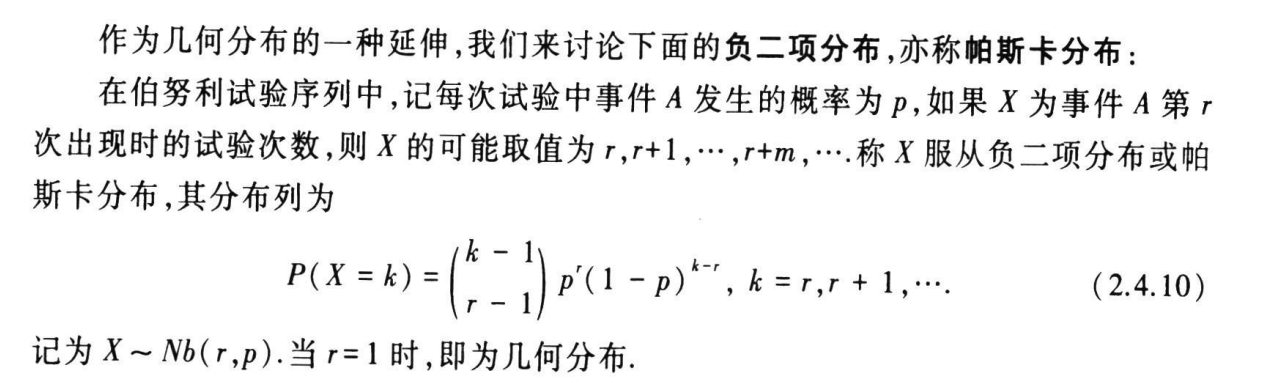 作为几何分布的一种延伸,我们来讨论下面的负二项分布,亦称帕斯卡分布:
在伯努利试验序列中,记每次试验中事件 A 发生的概率为 p,如果 X 为事件 A 第 r
次出现时的试验次数,则 X 的可能取值为 r,r+1,⋯,r+m,⋯.称 X 服从负二项分布或帕
斯卡分布,其分布列为
P(X = k) = \binom{k - 1}{r - 1} p^r (1 - p)^{k-r}, k = r,r + 1,⋯. (2.4.10)
记为 X ~ Nb(r,p).当 r=1 时,即为几何分布.